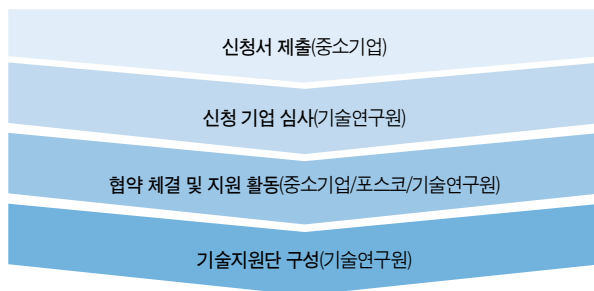 신청서 제출(중소기업)
신청 기업 심사(기술연구원)
협약 체결 및 지원 활동(중소기업/포스코/기술연구원)
기술지원단 구성(기술연구원)